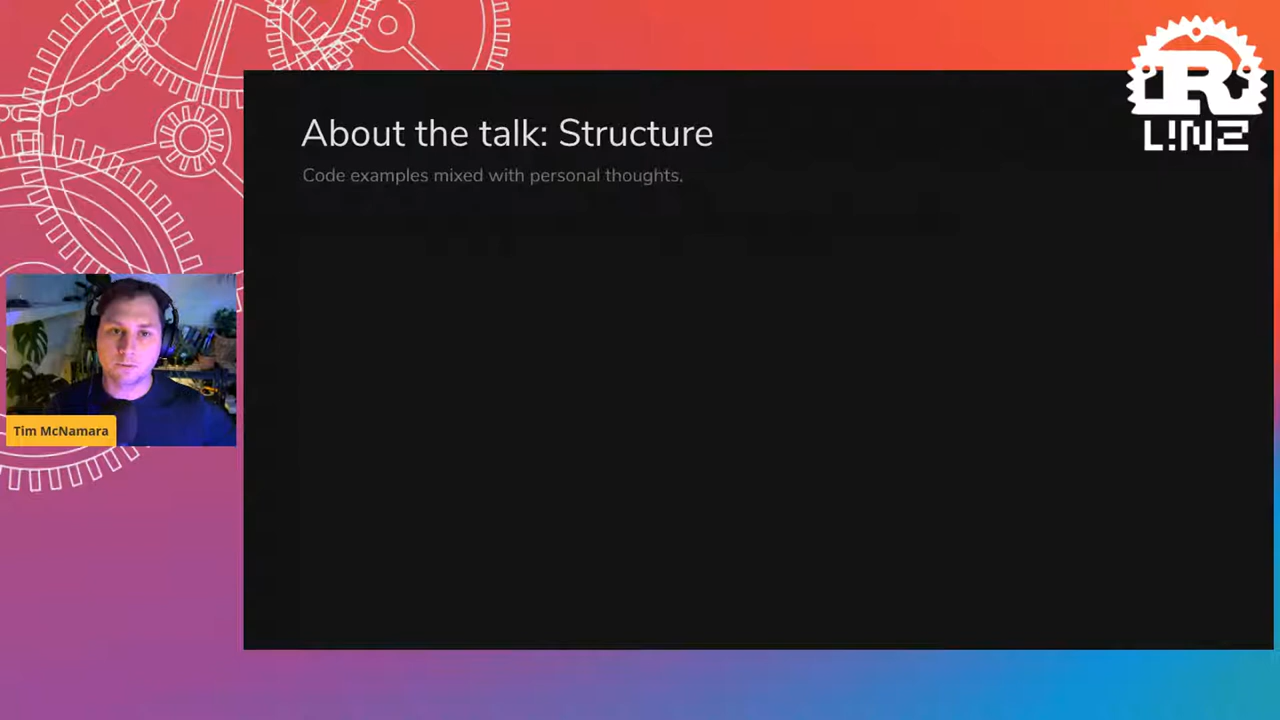 About the talk: Structure
Code examples mixed with personal thoughts.
R
L!NZ
Tim McNamara